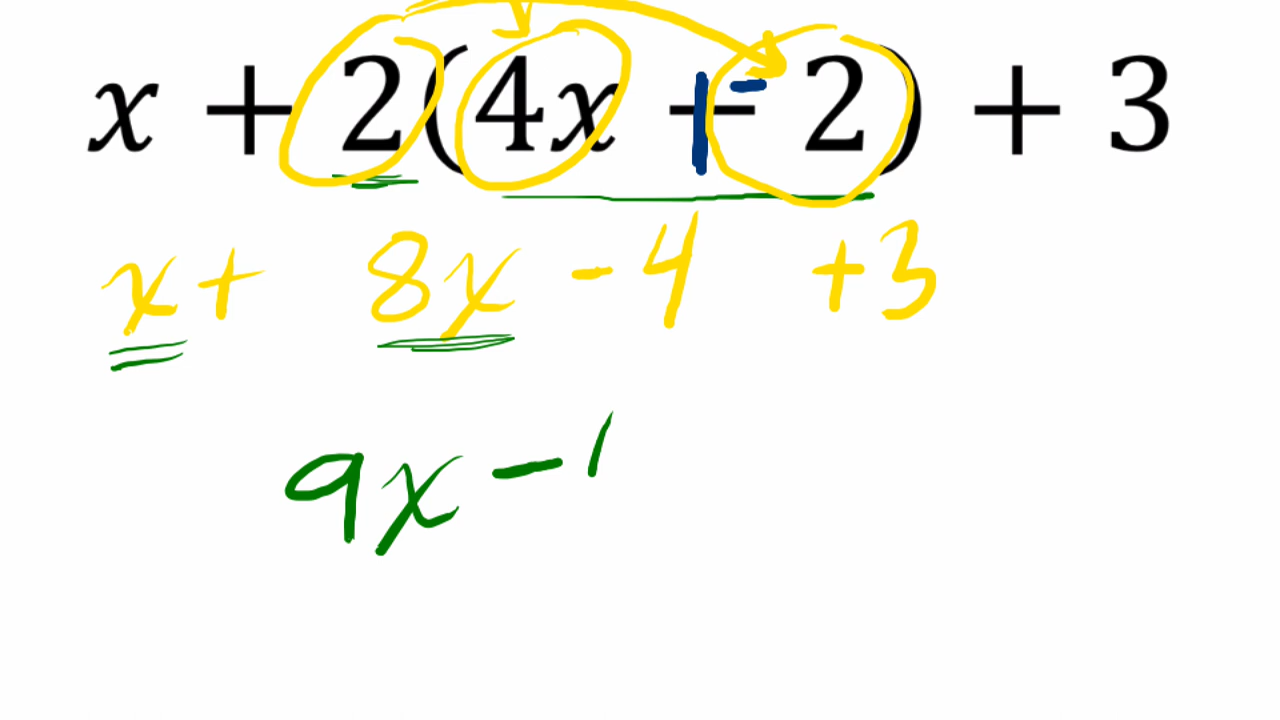 x + 2(4x − 2) + 3
x + 8x - 4 + 3
9x - 1